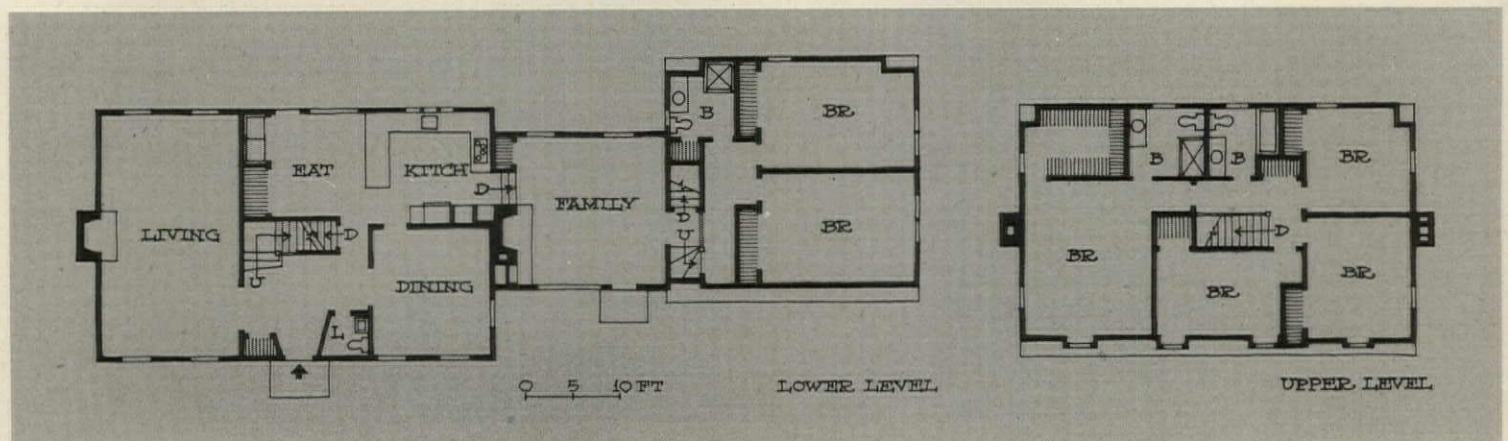 B
BR
EAT
KITCH
D
FAMILY
LIVING
D
D
U
BR
U
DINING
L
0 5 10 FT
LOWER LEVEL
B
B
BR
D
BR
BR
BR
UPPER LEVEL